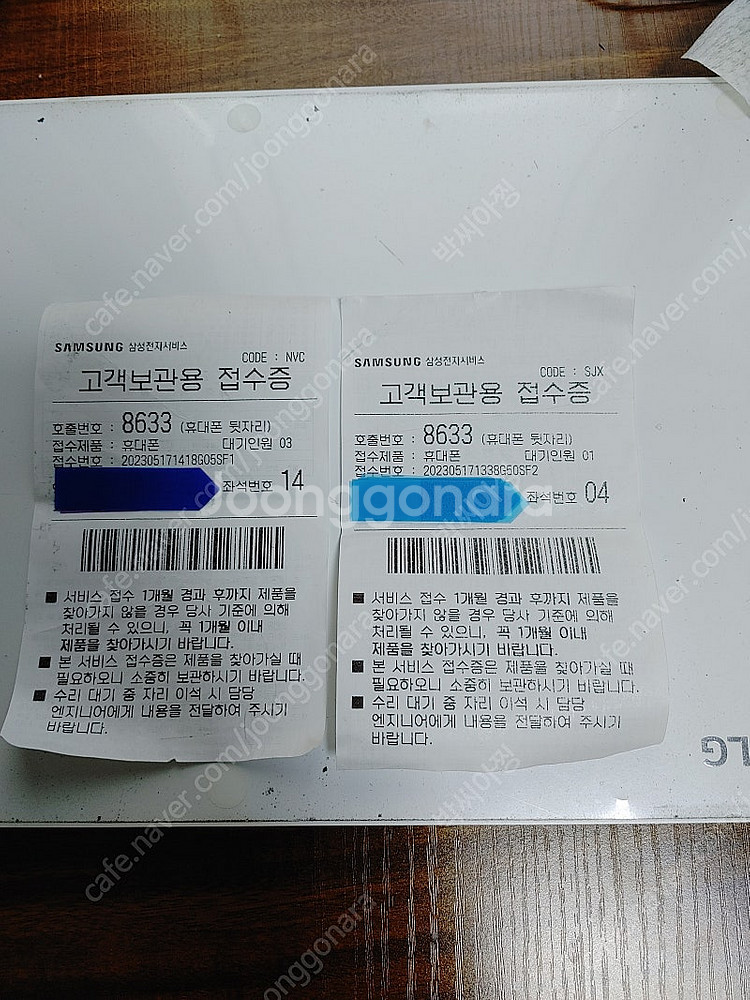 SAMSUNG 삼성전자서비스
CODE : NVC
고객보관용 접수증
호출번호 : 8633 (휴대폰 뒷자리)
접수제품 : 휴대폰 대기인원 03
접수번호 : 202305171418G05SF1
좌석번호 14
■ 서비스 접수 1개월 경과 후까지 제품을
찾아가지 않을 경우 당사 기준에 의해
처리될 수 있으니, 꼭 1개월 이내
제품을 찾아가시기 바랍니다.
■ 본 서비스 접수증은 제품을 찾아가실 때
필요하오니 소중히 보관하시기 바랍니다.
■ 수리 대기 중 자리 이석 시 담당
엔지니어에게 내용을 전달하여 주시기
바랍니다.
SAMSUNG 삼성전자서비스
CODE : SJX
고객보관용 접수증
호출번호 : 8633 (휴대폰 뒷자리)
접수제품 : 휴대폰 대기인원 01
접수번호 : 202305171338G50SF2
좌석번호 04
■ 서비스 접수 1개월 경과 후까지 제품을
찾아가지 않을 경우 당사 기준에 의해
처리될 수 있으니, 꼭 1개월 이내
제품을 찾아가시기 바랍니다.
■ 본 서비스 접수증은 제품을 찾아가실 때
필요하오니 소중히 보관하시기 바랍니다.
■ 수리 대기 중 자리 이석 시 담당
엔지니어에게 내용을 전달하여 주시기
바랍니다.
LG
Joonggonara
cafe.naver.com/joonggonara
박씨아찡